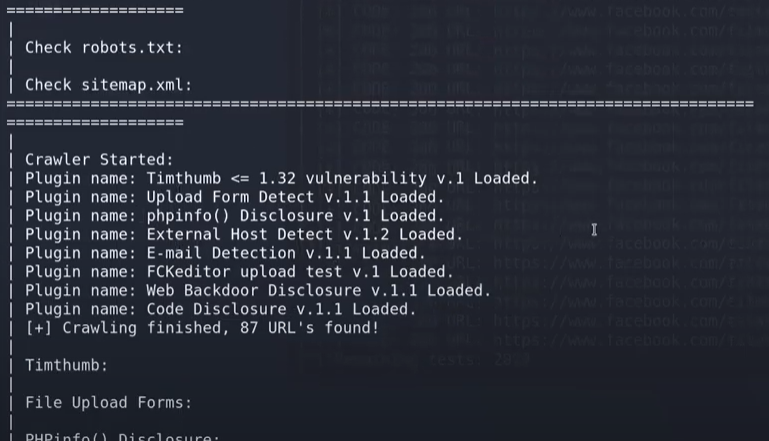 ===================
|
| Check robots.txt:
|
| Check sitemap.xml:
================================================================================
===================
|
| Crawler Started:
| Plugin name: Timthumb <= 1.32 vulnerability v.1 Loaded.
| Plugin name: Upload Form Detect v.1.1 Loaded.
| Plugin name: phpinfo() Disclosure v.1 Loaded.
| Plugin name: External Host Detect v.1.2 Loaded.
| Plugin name: E-mail Detection v.1.1 Loaded.
| Plugin name: FCKeditor upload test v.1 Loaded.
| Plugin name: Web Backdoor Disclosure v.1.1 Loaded.
| Plugin name: Code Disclosure v.1.1 Loaded.
| [+] Crawling finished, 87 URL's found!
|
| Timthumb:
|
| File Upload Forms:
|
| PHPinfo() Disclosure: